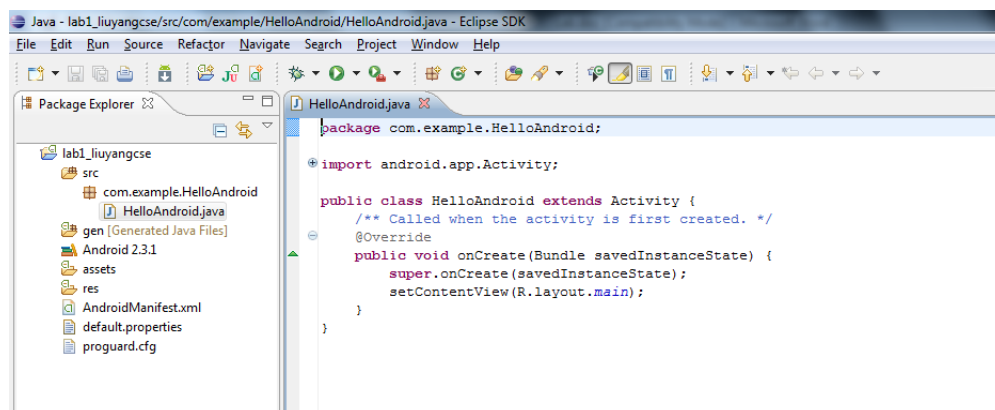 Java - lab1_liuyangcse/src/com/example/HelloAndroid/HelloAndroid.java - Eclipse SDK
File Edit Run Source Refactor Navigate Search Project Window Help
Package Explorer
lab1_liuyangcse
src
com.example.HelloAndroid
HelloAndroid.java
gen [Generated Java Files]
Android 2.3.1
assets
res
AndroidManifest.xml
default.properties
proguard.cfg
HelloAndroid.java
package com.example.HelloAndroid;
import android.app.Activity;
public class HelloAndroid extends Activity {
/** Called when the activity is first created. */
@Override
public void onCreate(Bundle savedInstanceState) {
super.onCreate(savedInstanceState);
setContentView(R.layout.main);
}
}